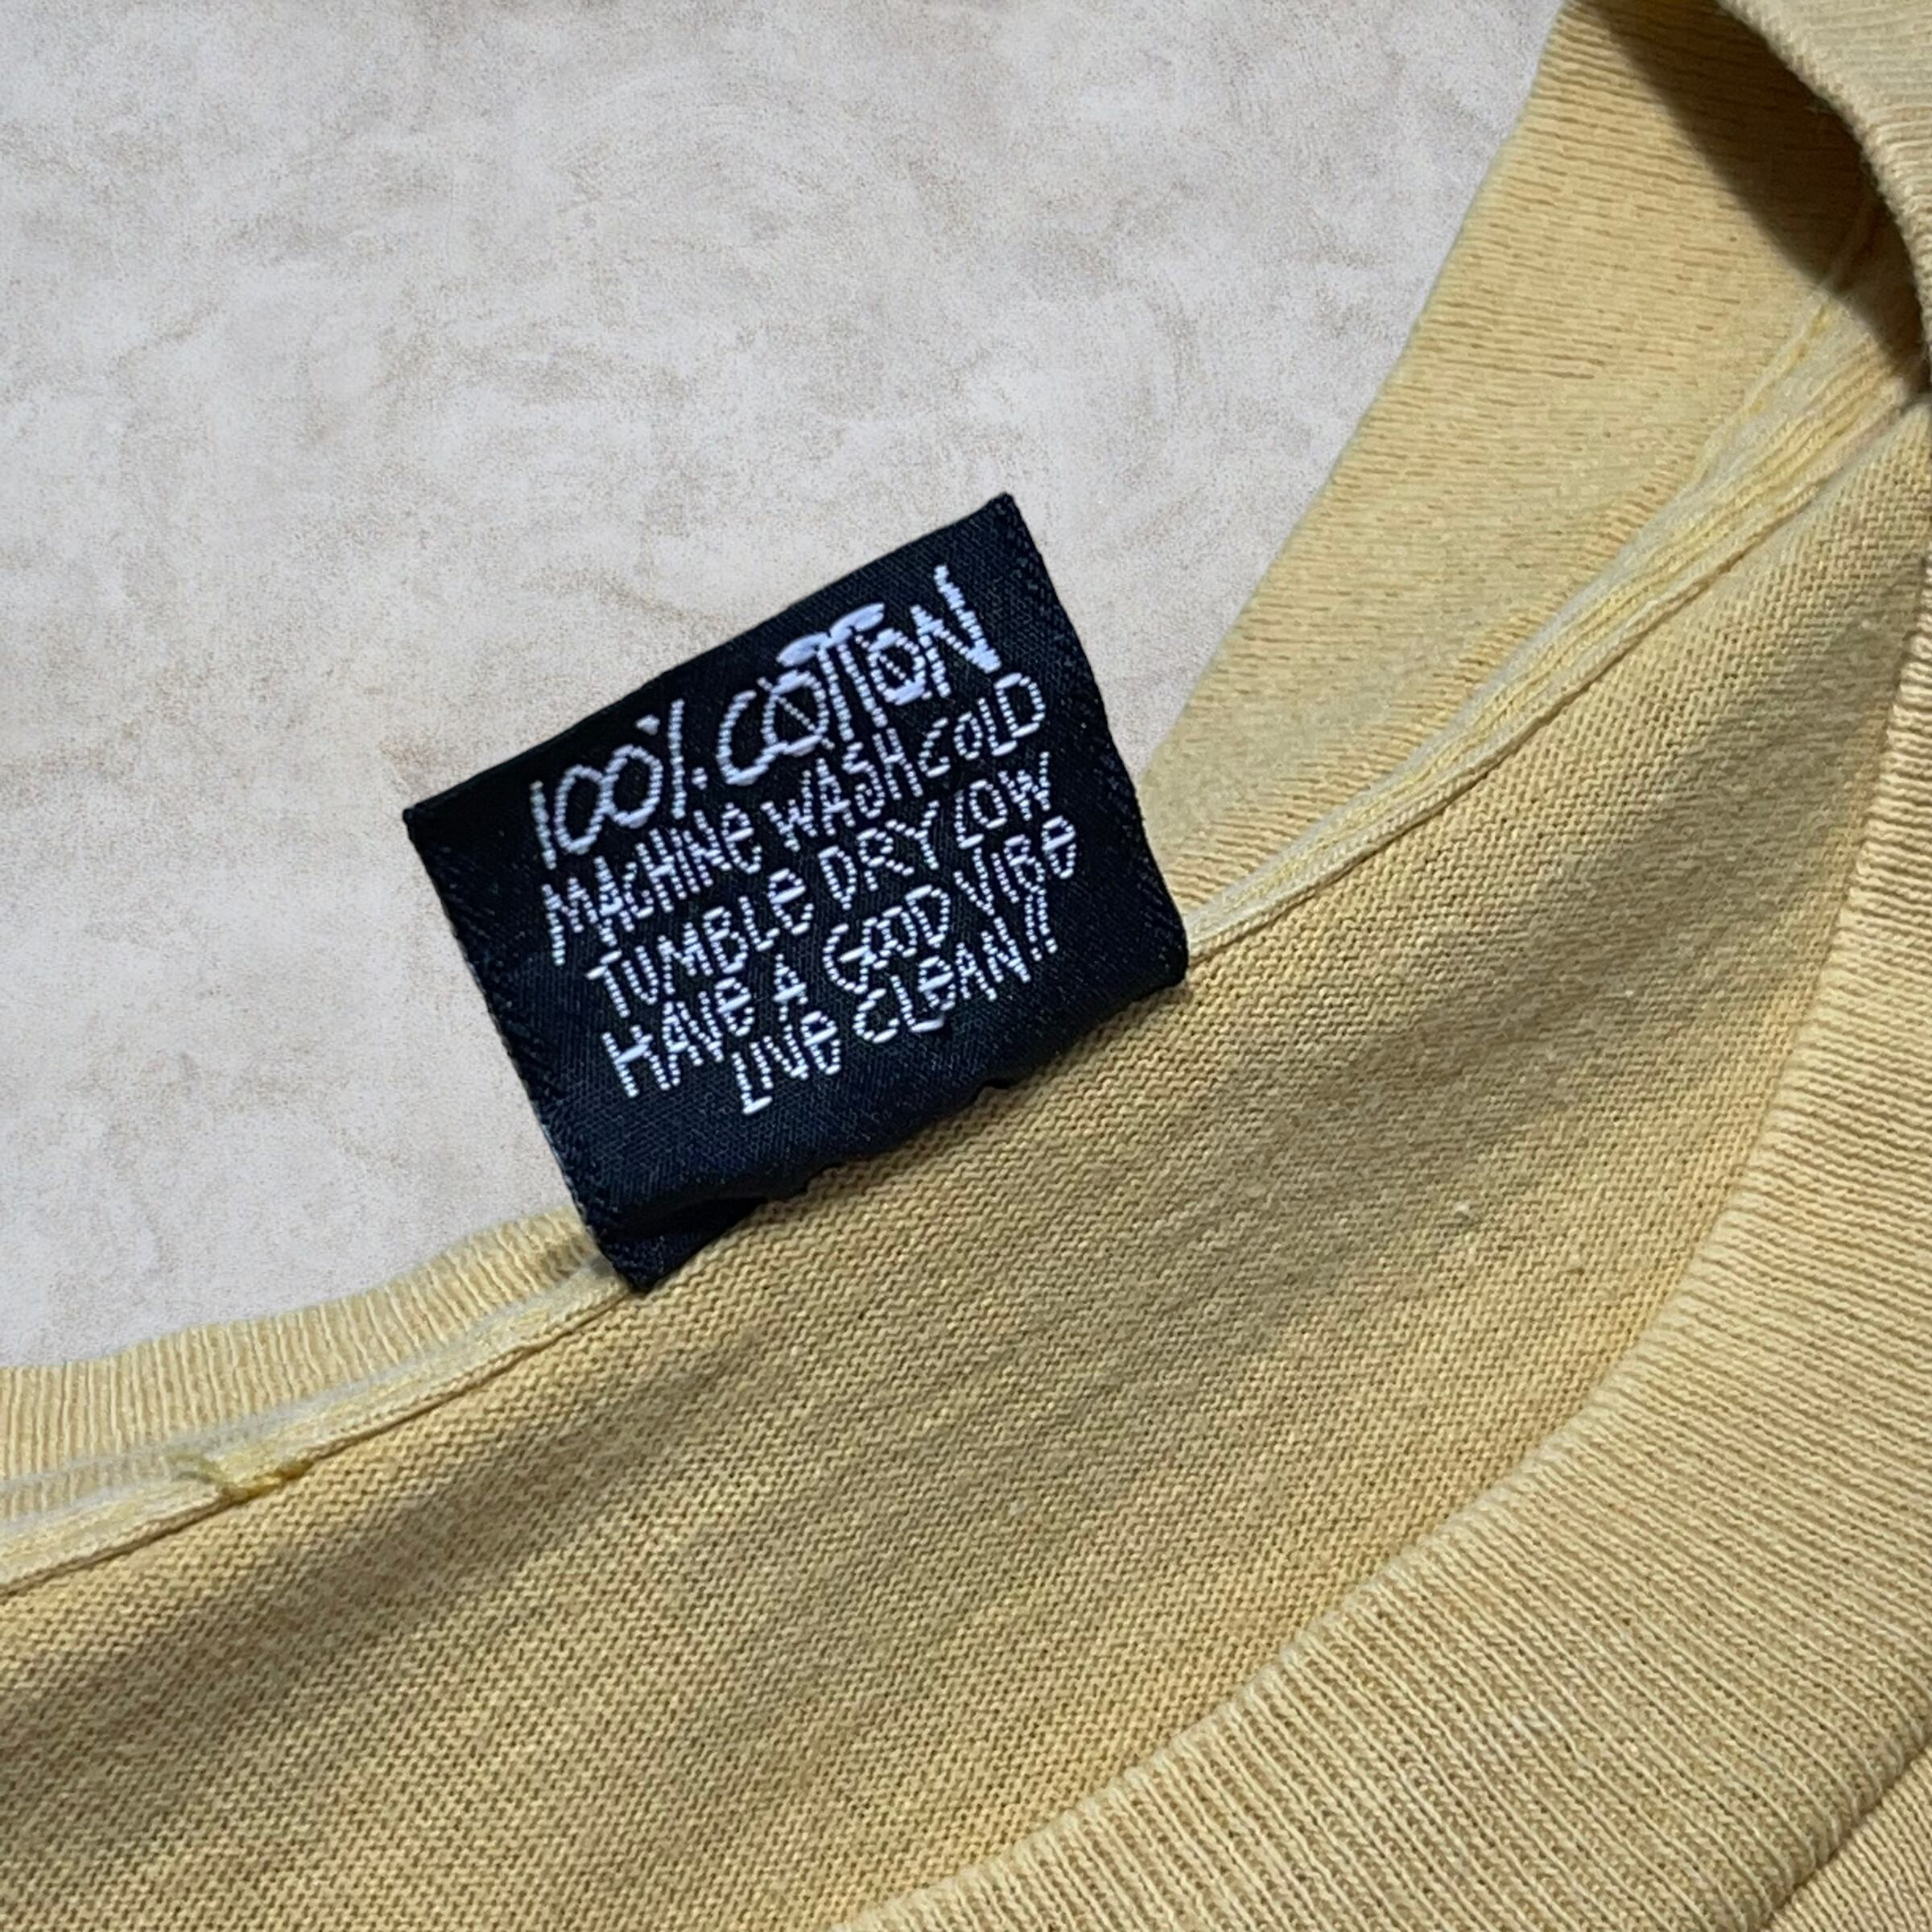 100% COTTON
MACHINe WASH COLD
TUMBLe DRY LOW
HAVe A GOOD VIBe
LIVe CLeAN!!